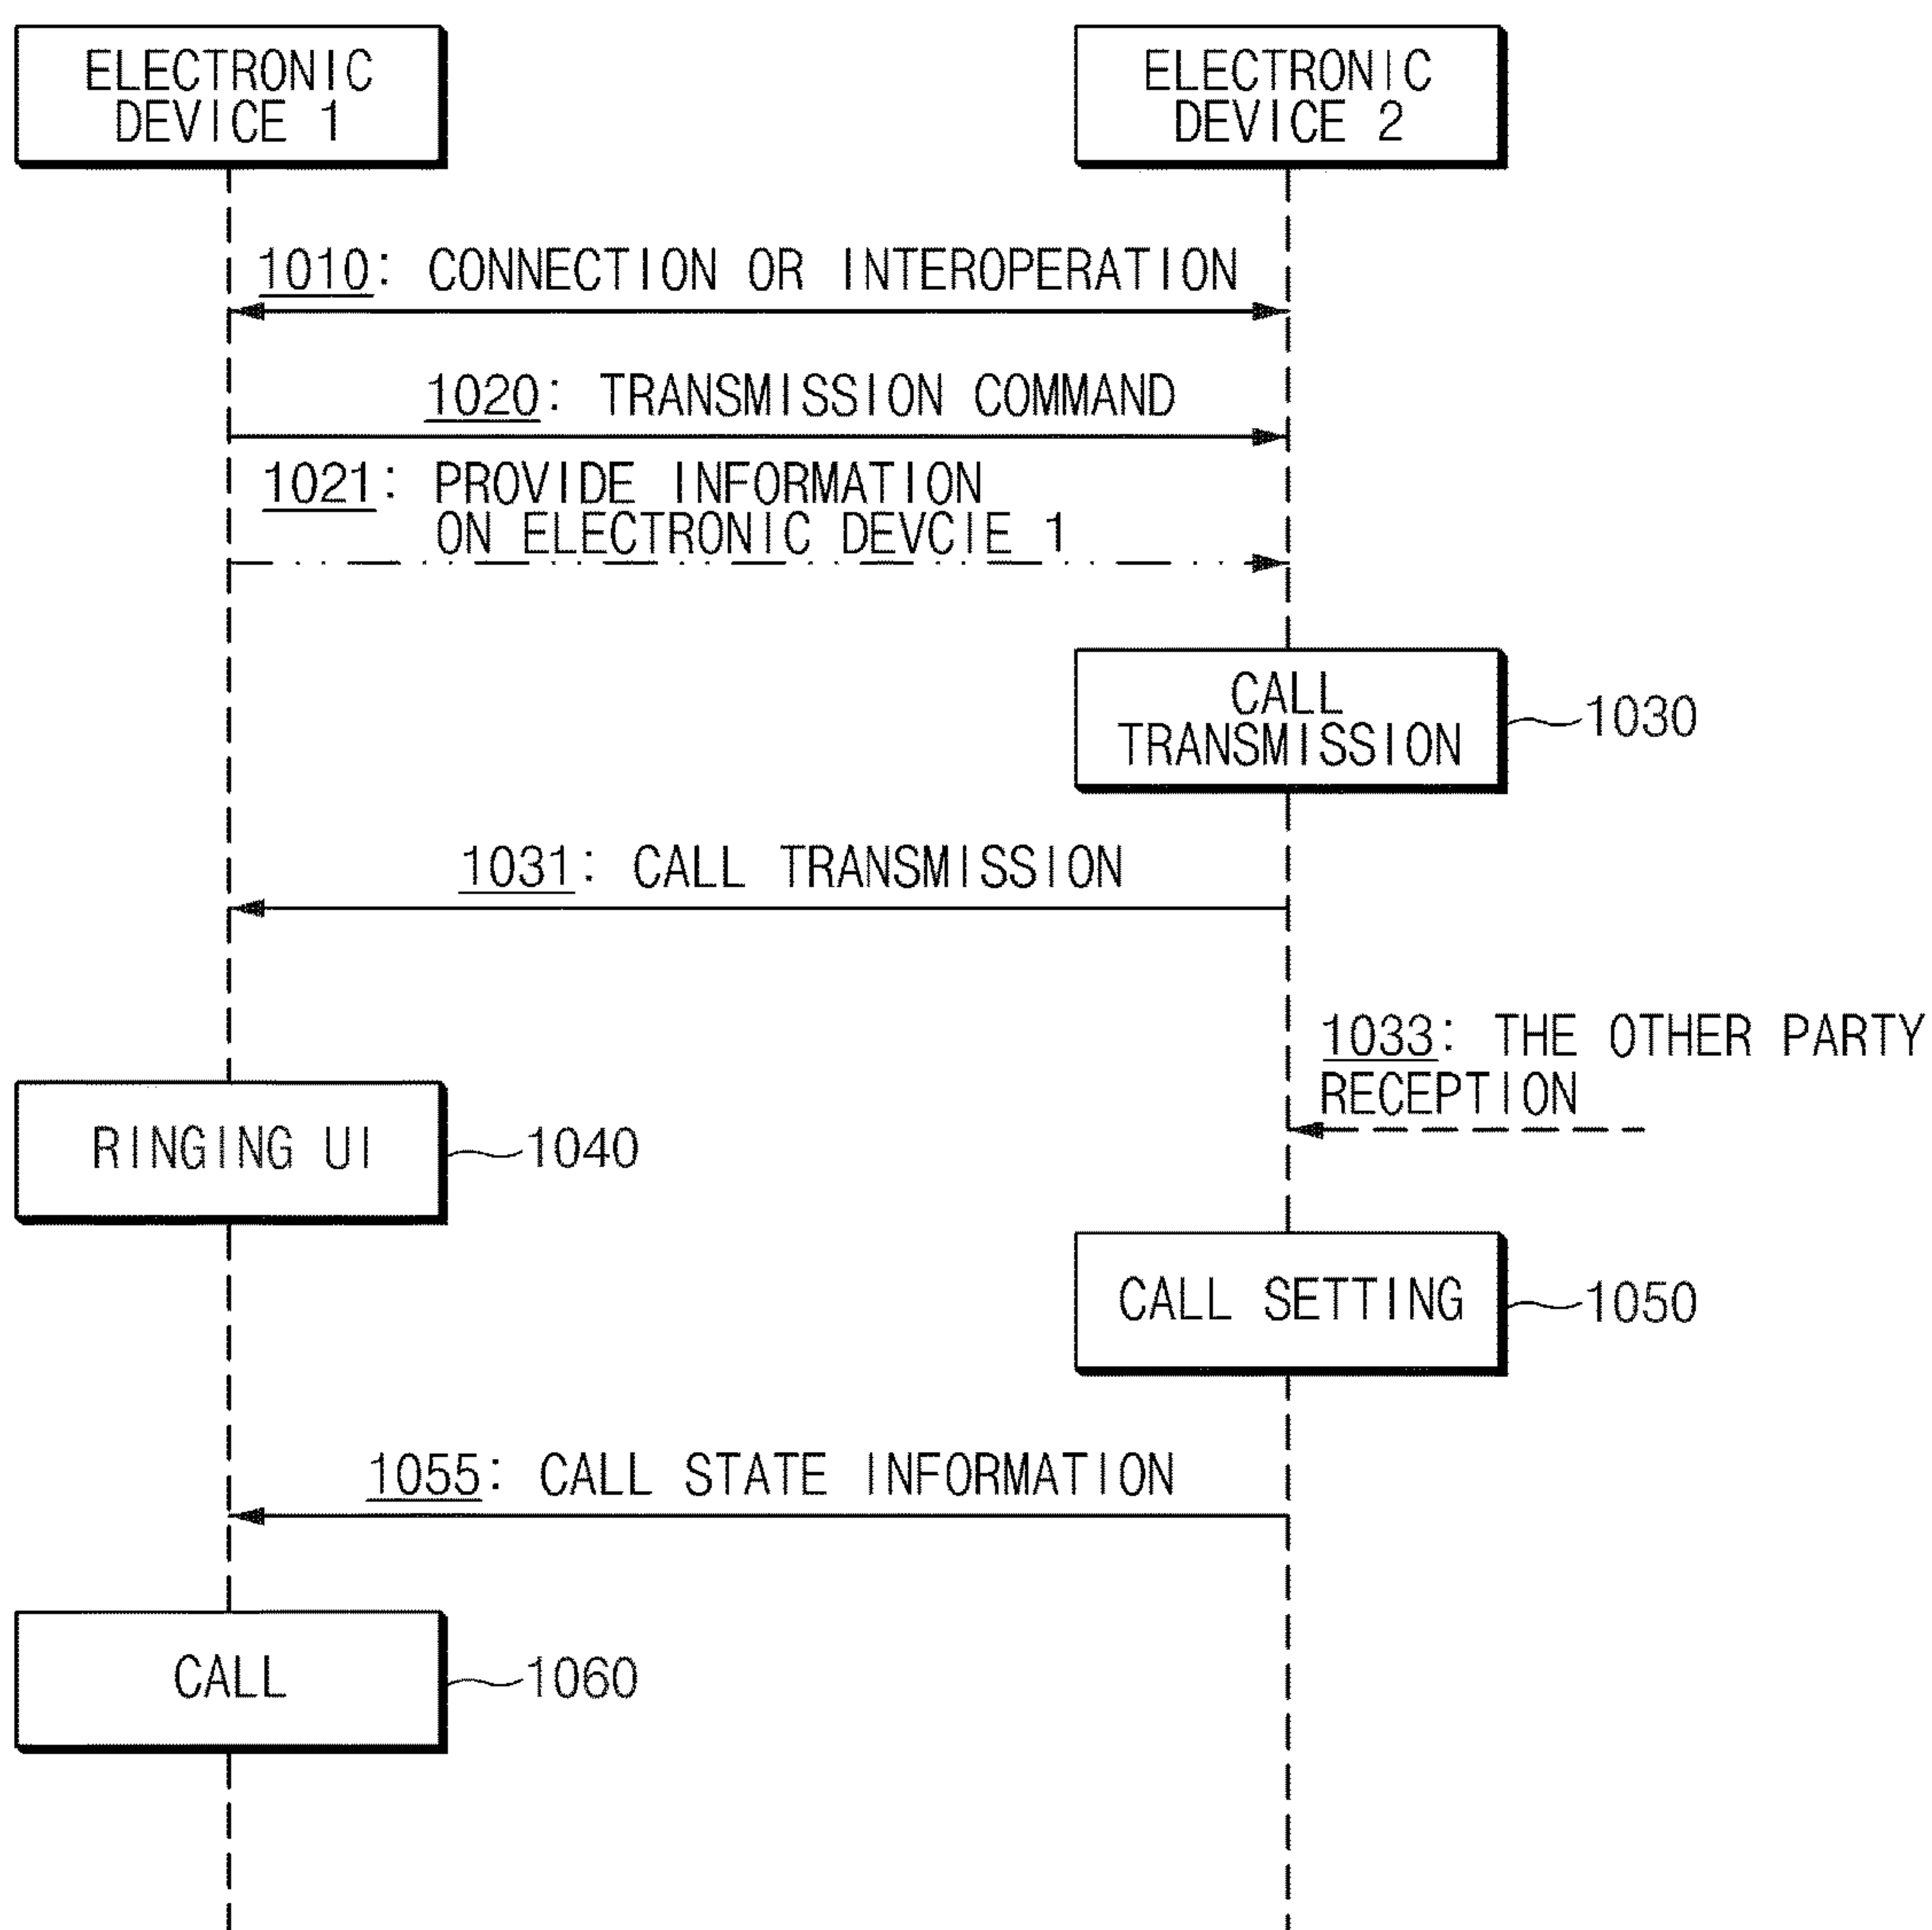 ELECTRONIC
DEVICE 1
ELECTRONIC
DEVICE 2
1010: CONNECTION OR INTEROPERATION
1020: TRANSMISSION COMMAND
1021: PROVIDE INFORMATION
ON ELECTRONIC DEVCIE 1
CALL
TRANSMISSION
1030
1031: CALL TRANSMISSION
1033: THE OTHER PARTY
RECEPTION
RINGING UI
1040
CALL SETTING
1050
1055: CALL STATE INFORMATION
CALL
1060